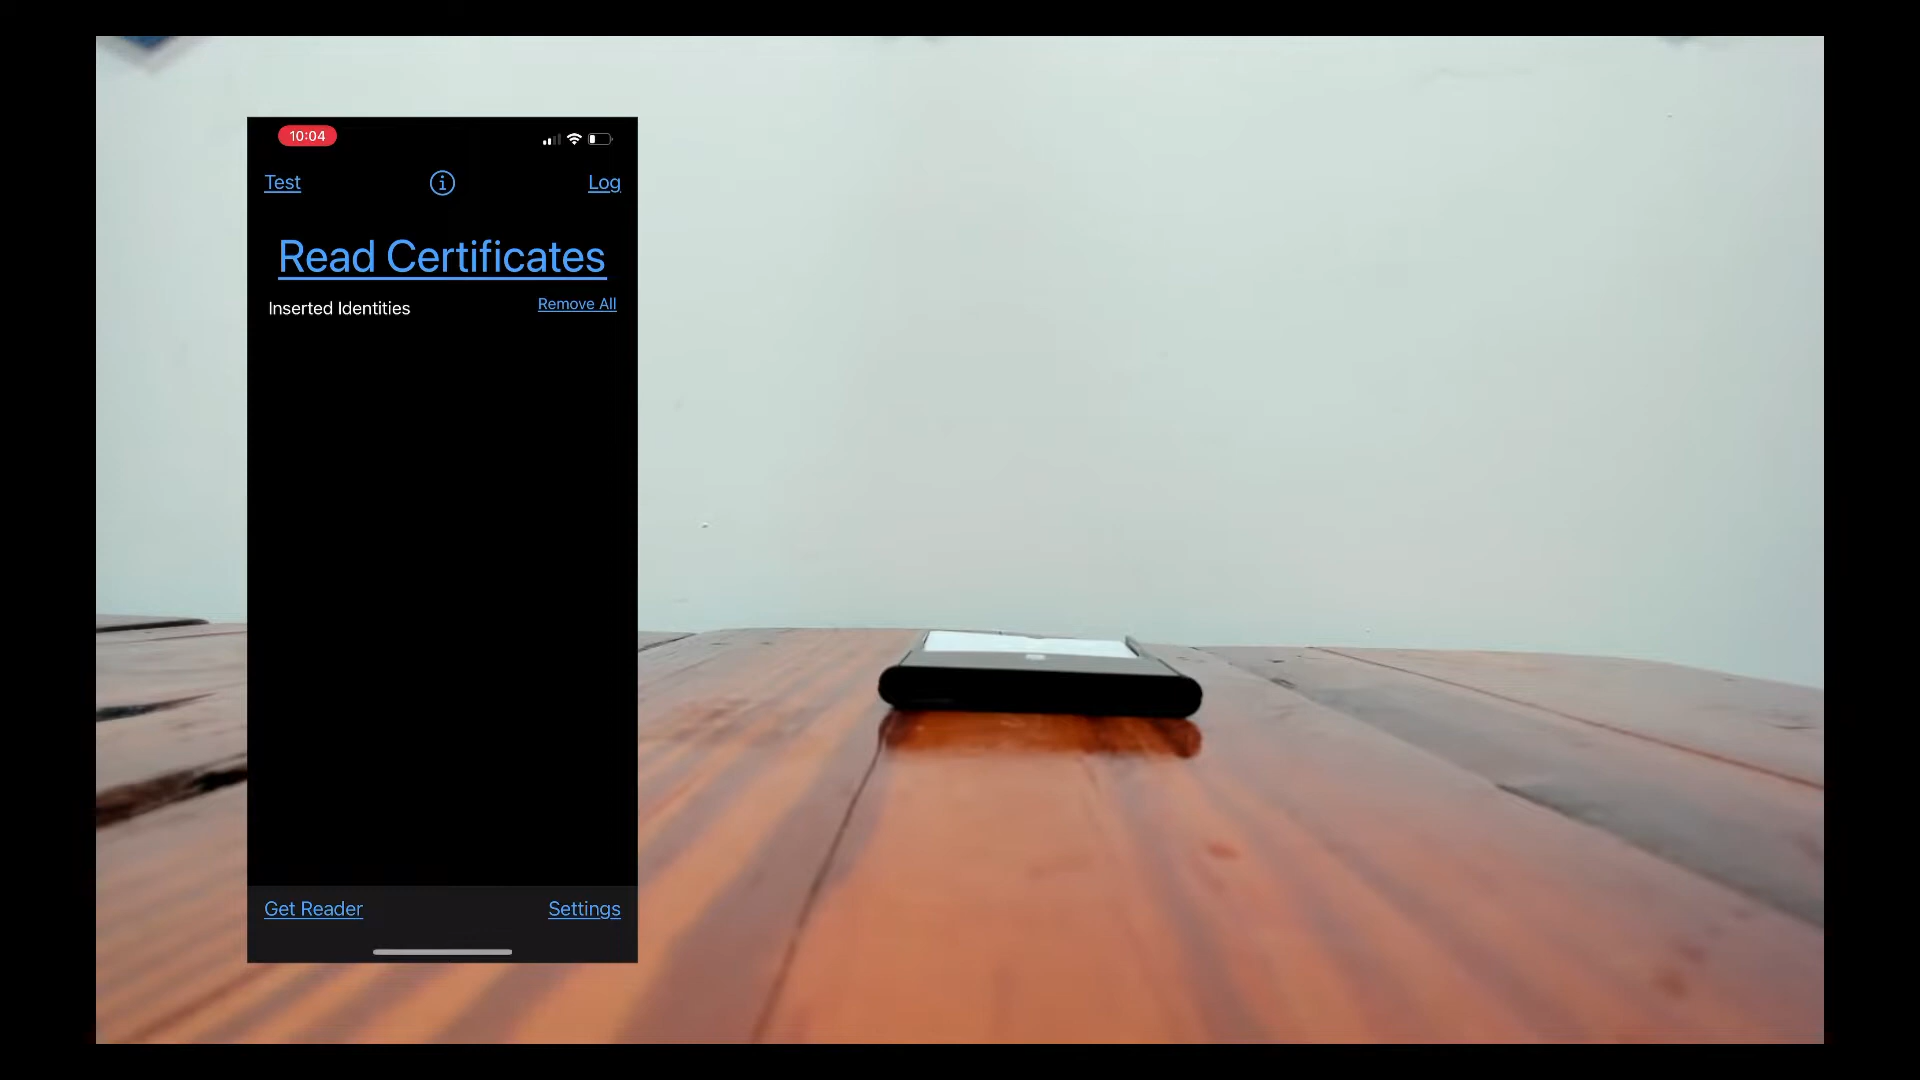 10:04
Test
Log
Read Certificates
Inserted Identities
Remove All
Get Reader
Settings